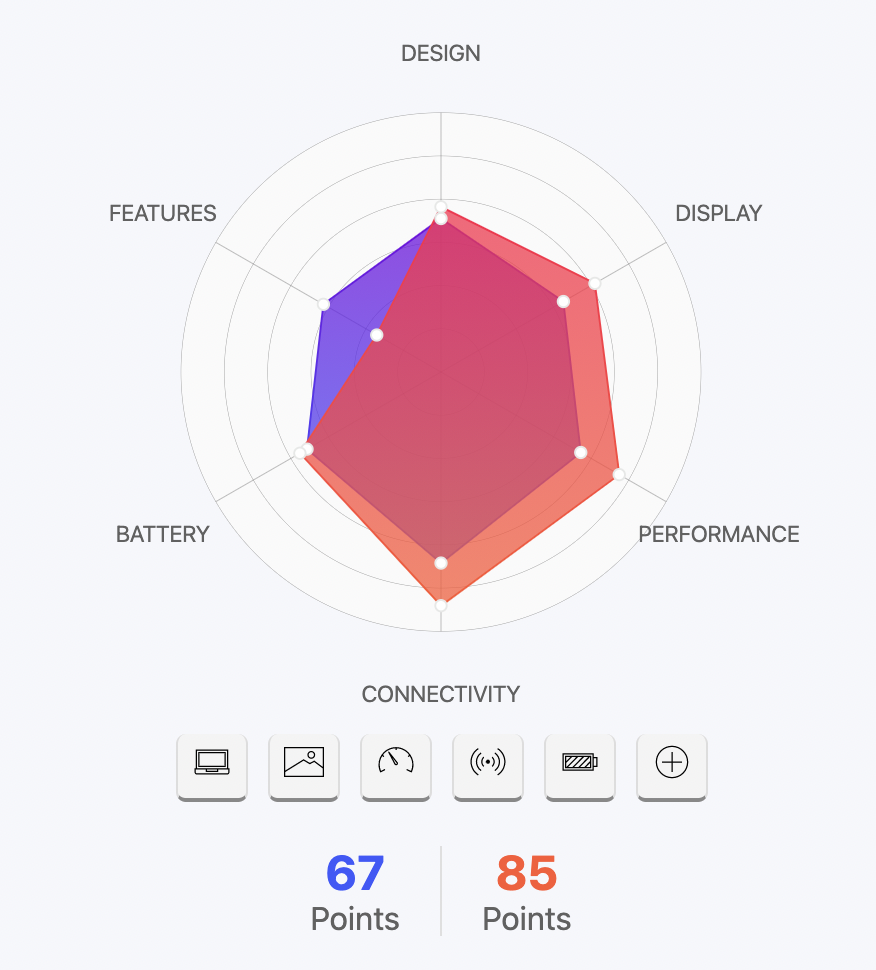 DESIGN
FEATURES
DISPLAY
BATTERY
PERFORMANCE
CONNECTIVITY
67
Points
85
Points